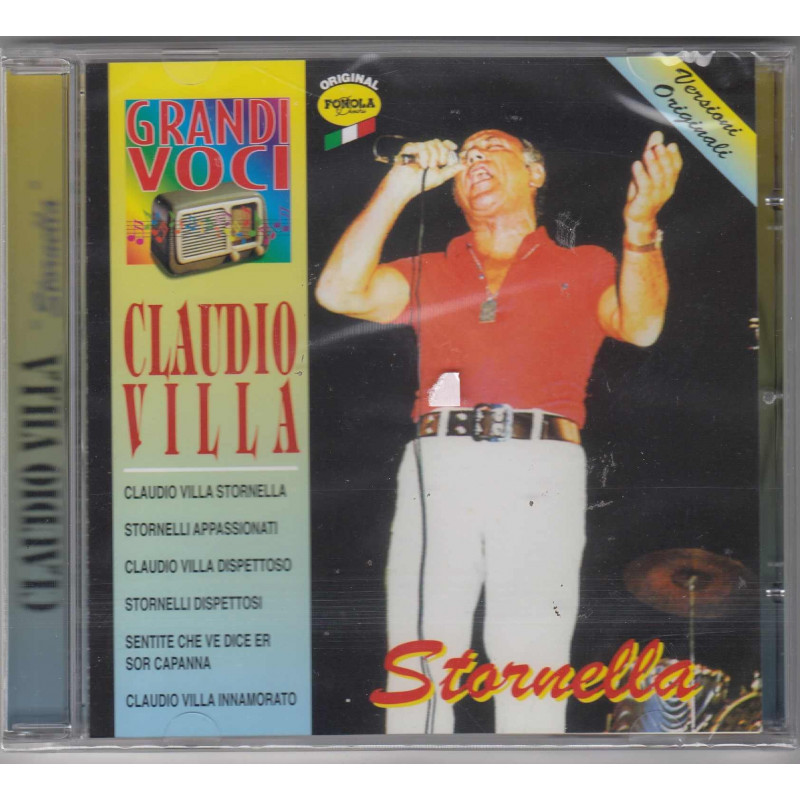 CLAUDIO VILLA "Stornella"
GRANDI
VOCI
ORIGINAL
FONOLA
Versioni
Originali
CLAUDIO
VILLA
CLAUDIO VILLA STORNELLA
STORNELLI APPASSIONATI
CLAUDIO VILLA DISPETTOSO
STORNELLI DISPETTOSI
SENTITE CHE VE DICE ER
SOR CAPANNA
CLAUDIO VILLA INNAMORATO
Stornella